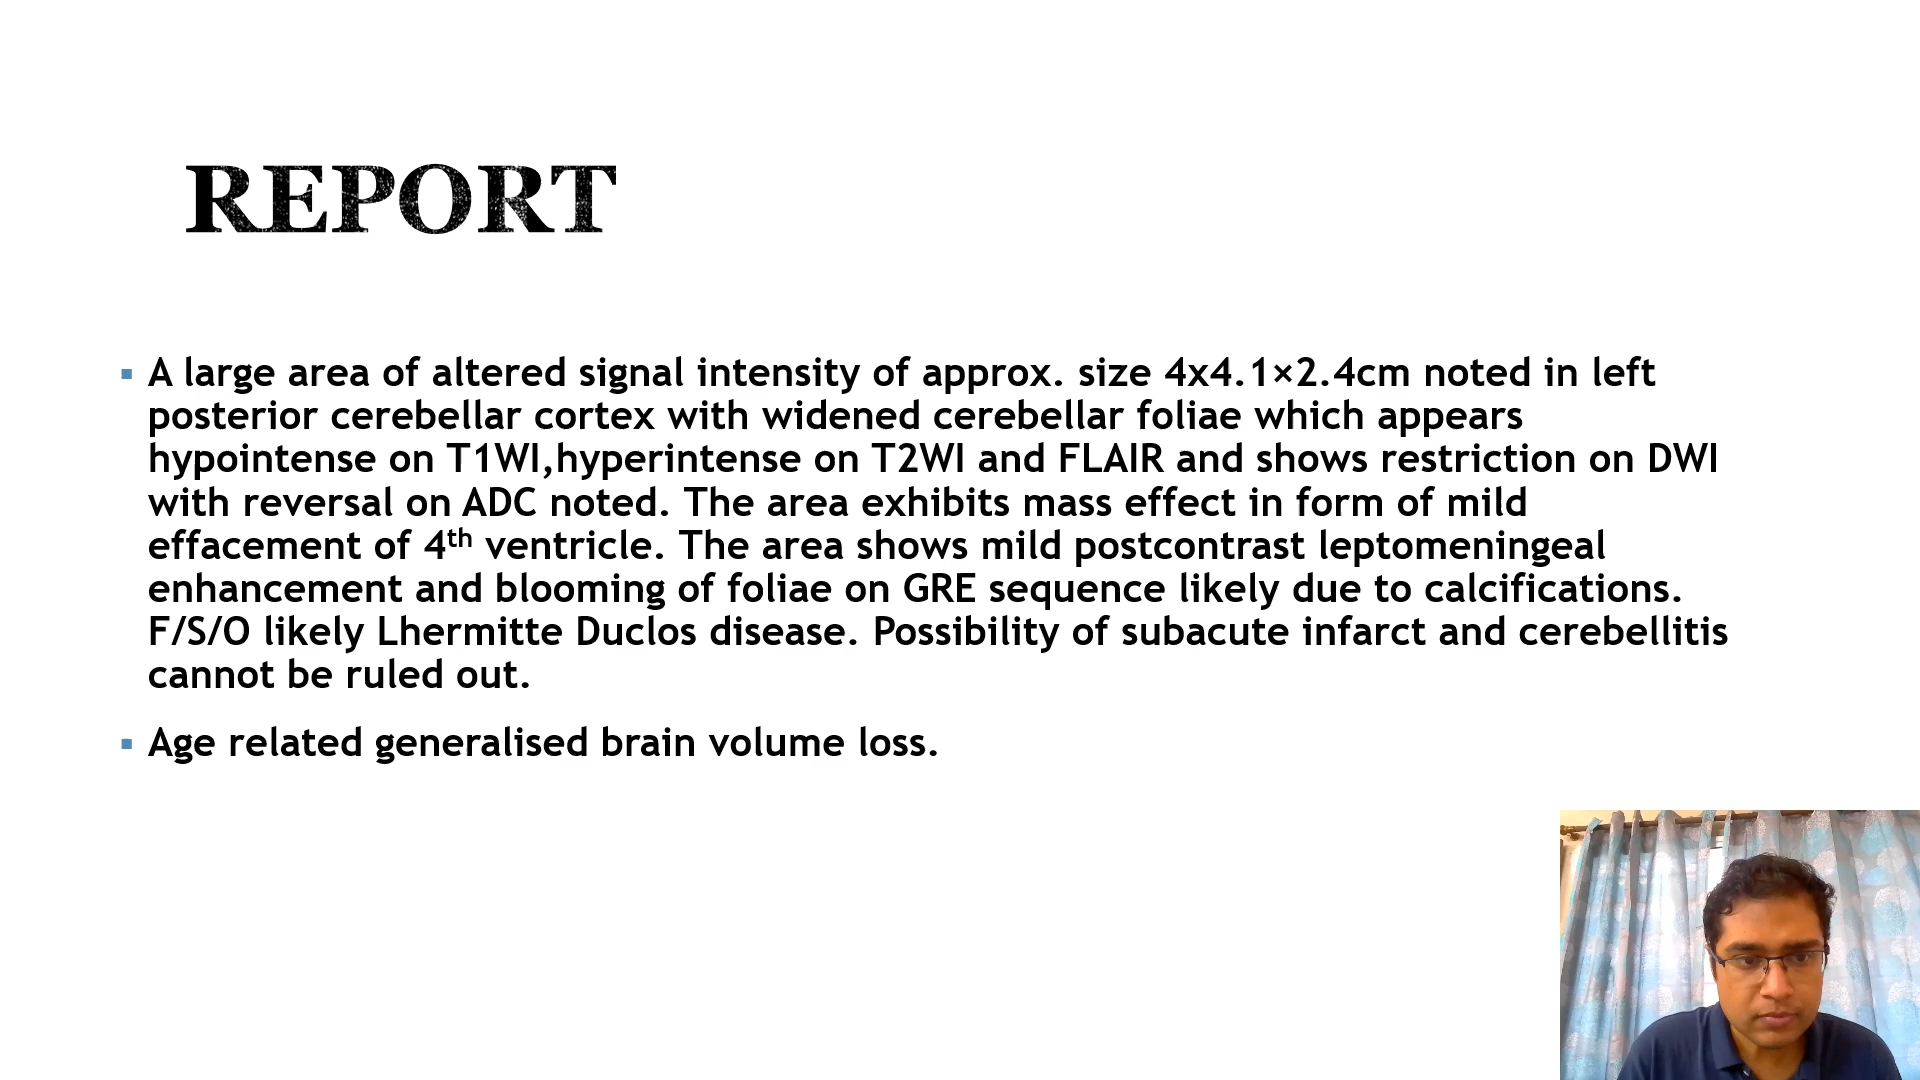 REPORT
A large area of altered signal intensity of approx. size 4x4.1×2.4cm noted in left
posterior cerebellar cortex with widened cerebellar foliae which appears
hypointense on T1WI,hyperintense on T2WI and FLAIR and shows restriction on DWI
with reversal on ADC noted. The area exhibits mass effect in form of mild
effacement of 4th ventricle. The area shows mild postcontrast leptomeningeal
enhancement and blooming of foliae on GRE sequence likely due to calcifications.
F/S/O likely Lhermitte Duclos disease. Possibility of subacute infarct and cerebellitis
cannot be ruled out.
Age related generalised brain volume loss.